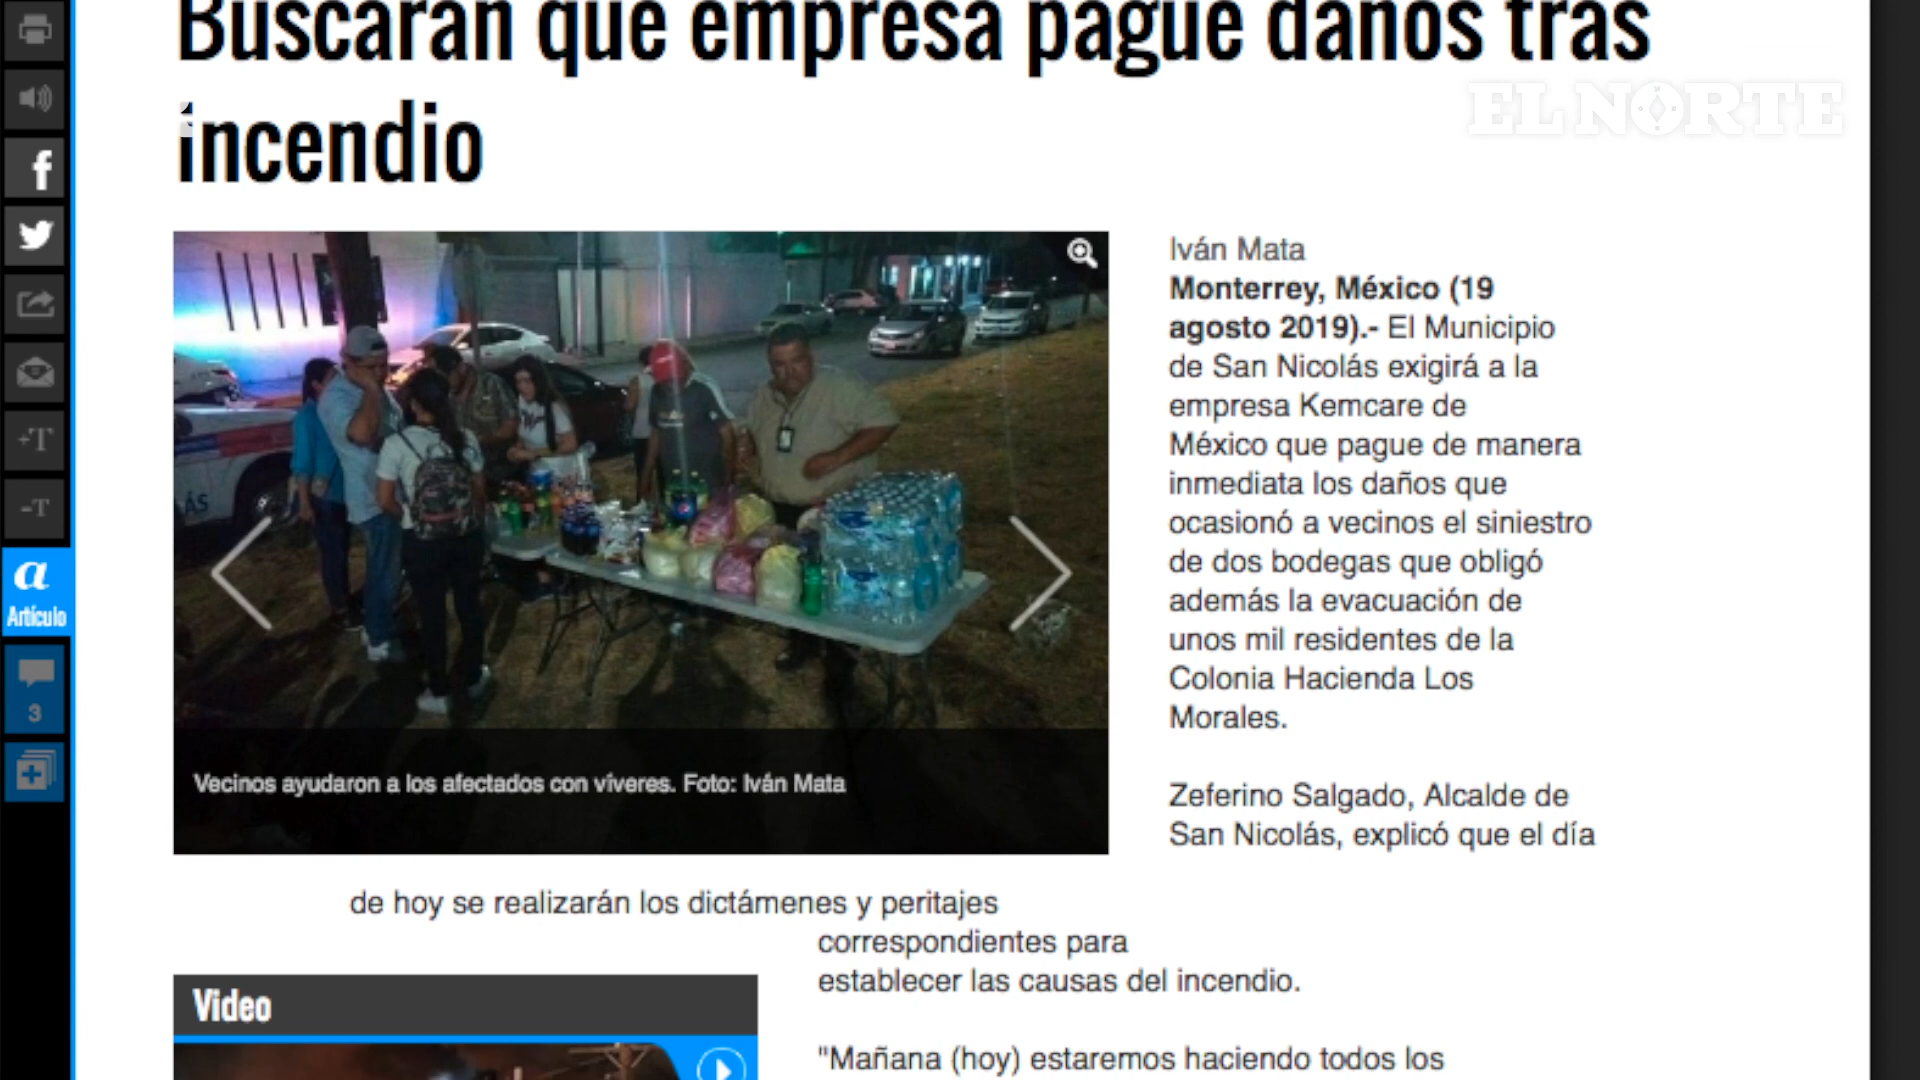 Buscarán que empresa pague daños tras
incendio
EL NORTE
Iván Mata
Monterrey, México (19
agosto 2019).- El Municipio
de San Nicolás exigirá a la
empresa Kemcare de
México que pague de manera
inmediata los daños que
ocasionó a vecinos el siniestro
de dos bodegas que obligó
además la evacuación de
unos mil residentes de la
Colonia Hacienda Los
Morales.
Zeferino Salgado, Alcalde de
San Nicolás, explicó que el día
de hoy se realizarán los dictámenes y peritajes
correspondientes para
establecer las causas del incendio.
"Mañana (hoy) estaremos haciendo todos los
Vecinos ayudaron a los afectados con víveres. Foto: Iván Mata
Video
f
+T
-T
a
Artículo
3
ÁS